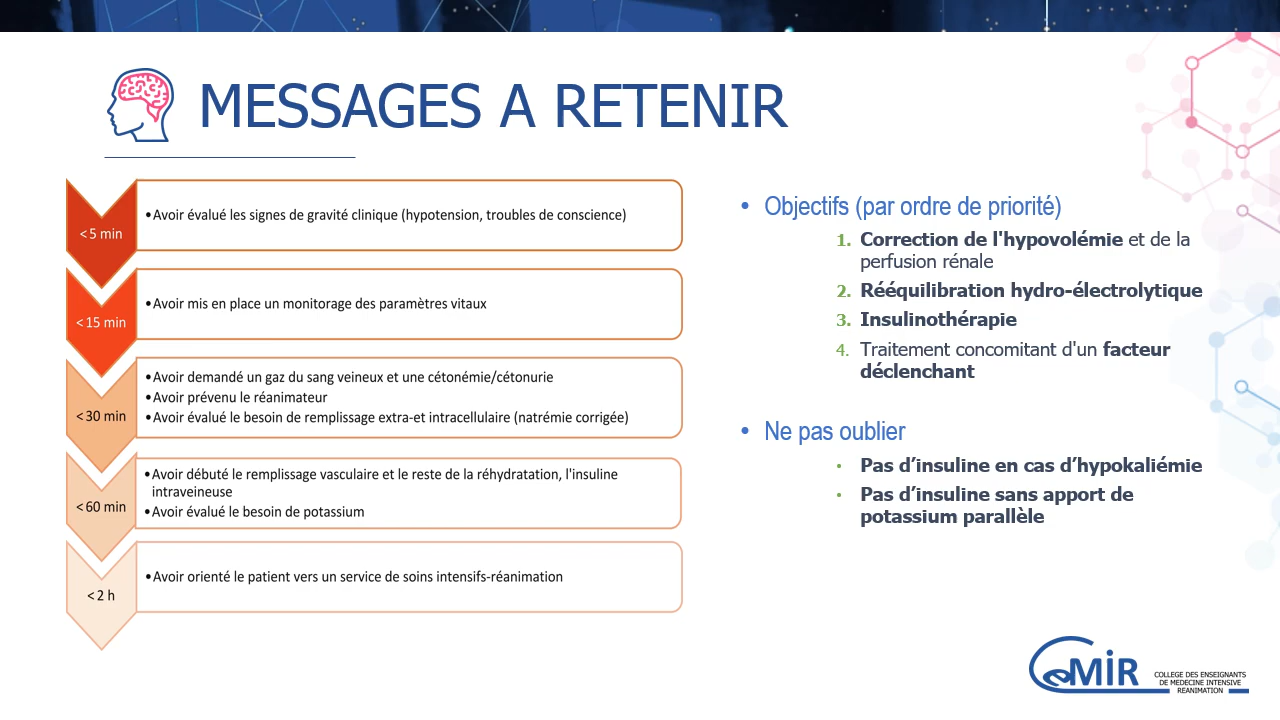 MESSAGES A RETENIR
< 5 min
•Avoir évalué les signes de gravité clinique (hypotension, troubles de conscience)
< 15 min
•Avoir mis en place un monitorage des paramètres vitaux
< 30 min
•Avoir demandé un gaz du sang veineux et une cétonémie/cétonurie
•Avoir prévenu le réanimateur
•Avoir évalué le besoin de remplissage extra-et intracellulaire (natrémie corrigée)
< 60 min
•Avoir débuté le remplissage vasculaire et le reste de la réhydratation, l'insuline
intraveineuse
•Avoir évalué le besoin de potassium
< 2 h
•Avoir orienté le patient vers un service de soins intensifs-réanimation
• Objectifs (par ordre de priorité)
1. Correction de l'hypovolémie et de la
perfusion rénale
2. Rééquilibration hydro-électrolytique
3. Insulinothérapie
4. Traitement concomitant d'un facteur
déclenchant
• Ne pas oublier
• Pas d’insuline en cas d’hypokaliémie
• Pas d’insuline sans apport de
potassium parallèle
CeMIR
COLLEGE DES ENSEIGNANTS
DE MEDECINE INTENSIVE
REANIMATION